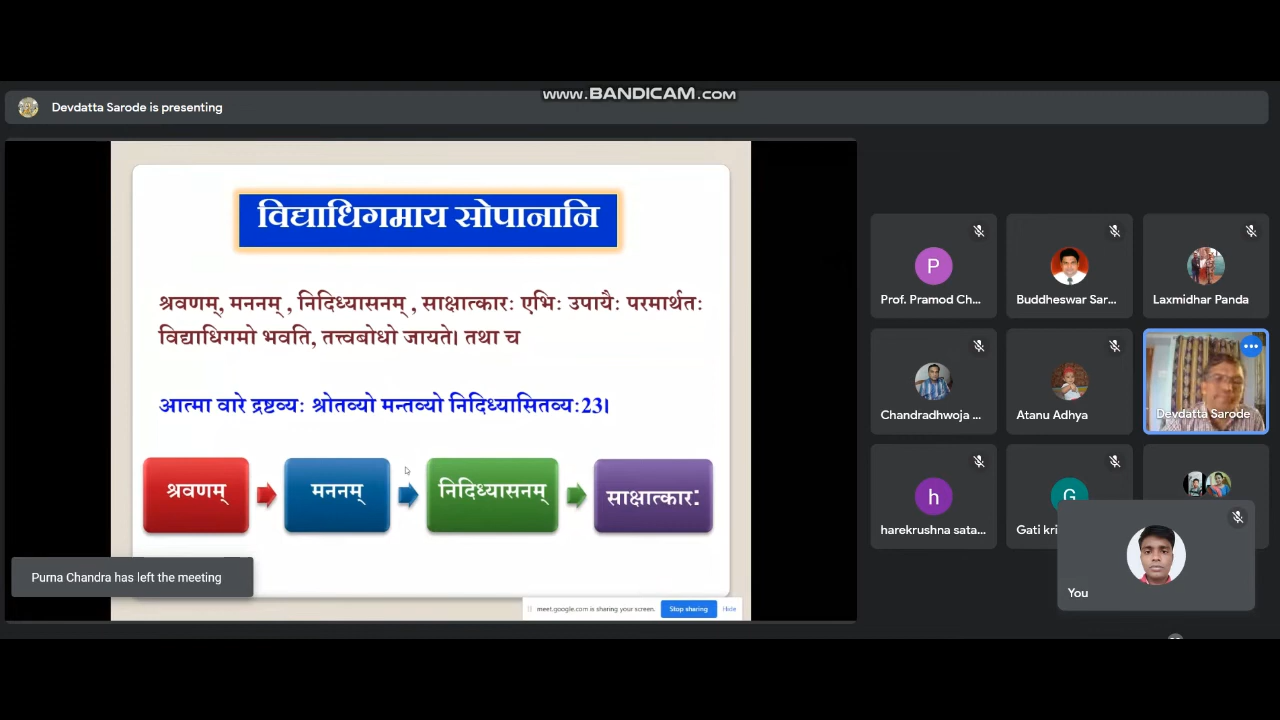 www.BANDICAM.com
Devdatta Sarode is presenting
विद्याधिगमाय सोपानानि
श्रवणम्, मननम् , निदिध्यासनम् , साक्षात्कारः एभिः उपायैः परमार्थतः
विद्याधिगमो भवति, तत्त्वबोधो जायते। तथा च
आत्मा वारे द्रष्टव्यः श्रोतव्यो मन्तव्यो निदिध्यासितव्यः23।
श्रवणम् मननम् निदिध्यासनम् साक्षात्कार:
Purna Chandra has left the meeting
meet.google.com is sharing your screen. Stop sharing Hide
P
Prof. Pramod Ch... Buddheswar Sar... Laxmidhar Panda
Chandradhwoja ... Atanu Adhya Devdatta Sarode
h G
harekrushna sata... Gati kri
You